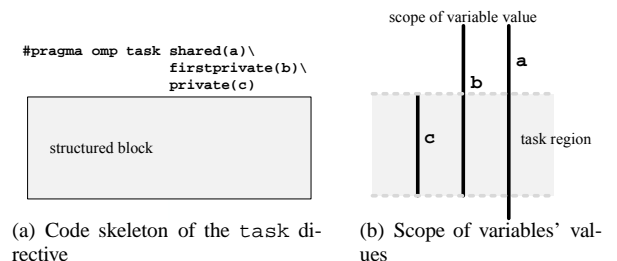 #pragma omp task shared(a)\
firstprivate(b)\
private(c)
structured block
(a) Code skeleton of the task di-
rective
scope of variable value
a
b
c
task region
(b) Scope of variables' val-
ues